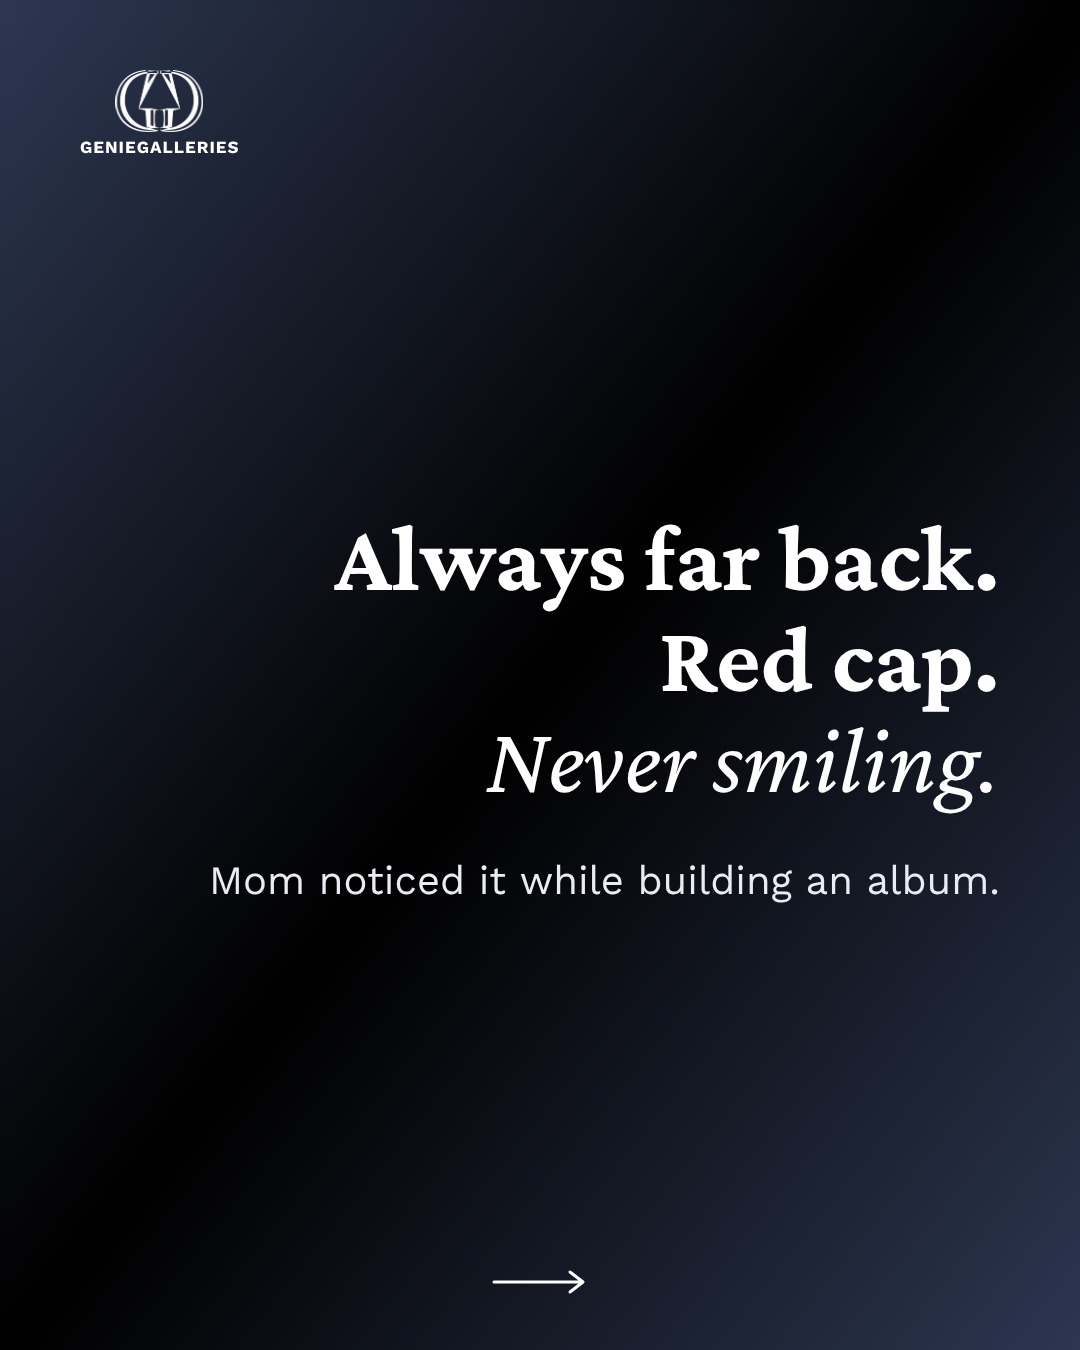 GENIEGALLERIES
Always far back.
Red cap.
Never smiling.
Mom noticed it while building an album.